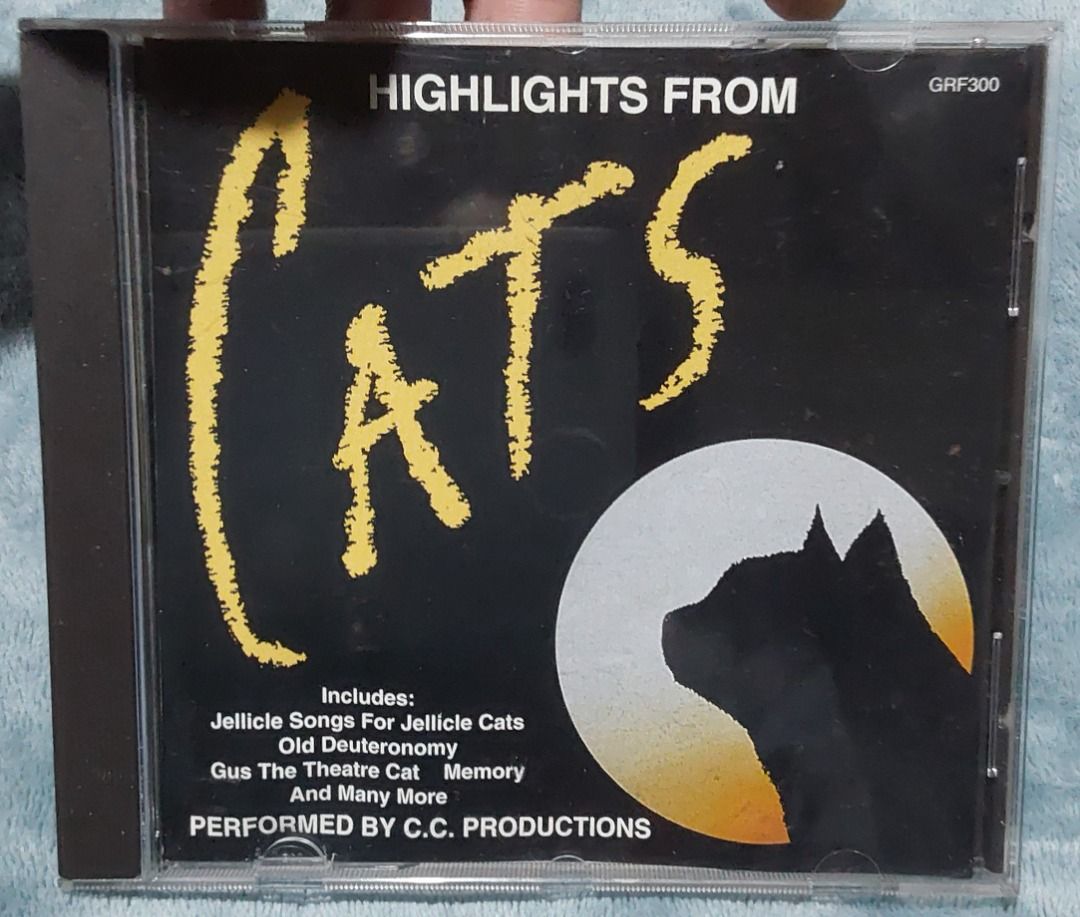 HIGHLIGHTS FROM
GRF300
CATS
Includes:
Jellicle Songs For Jellicle Cats
Old Deuteronomy
Gus The Theatre Cat Memory
And Many More
PERFORMED BY C.C. PRODUCTIONS